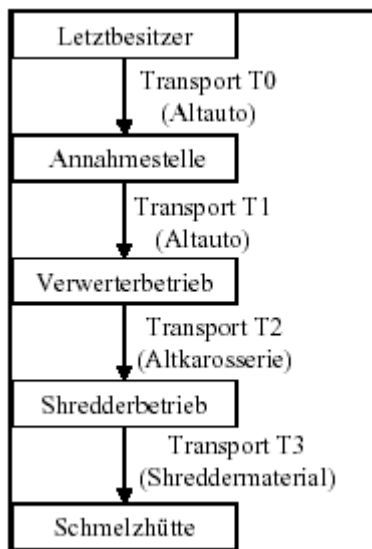 Letztbesitzer
Transport T0
(Altauto)
Annahmestelle
Transport T1
(Altauto)
Verwerterbetrieb
Transport T2
(Altkarosserie)
Shredderbetrieb
Transport T3
(Shreddermaterial)
Schmelzhütte